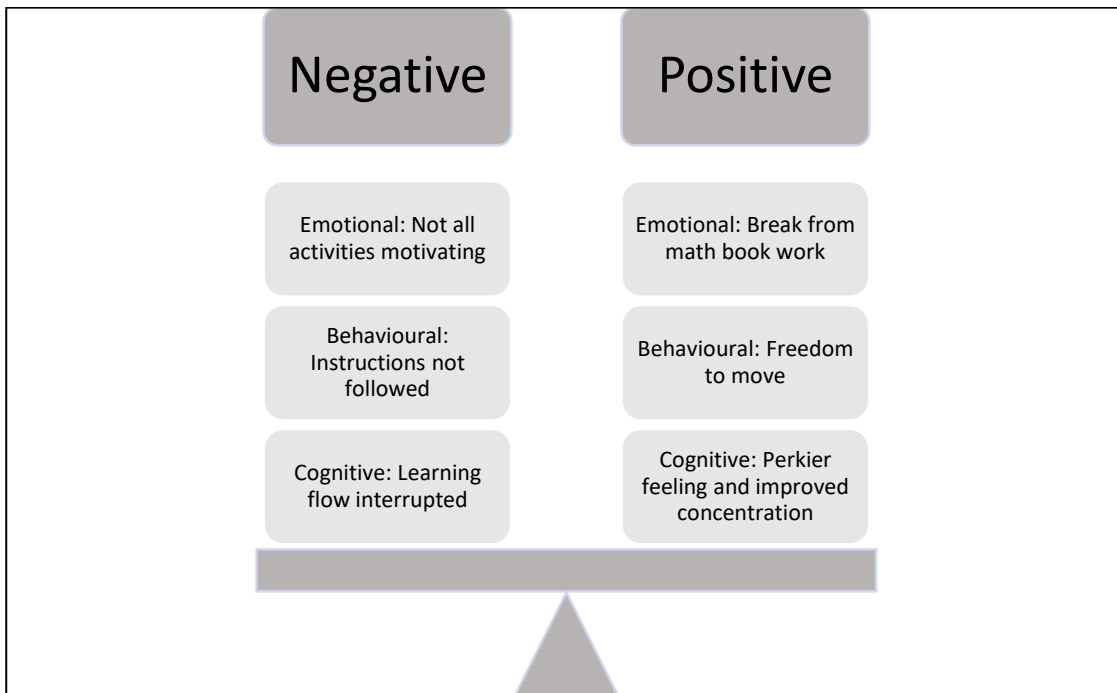 Negative
Positive
Emotional: Not all
activities motivating
Emotional: Break from
math book work
Behavioural:
Instructions not
followed
Behavioural: Freedom
to move
Cognitive: Learning
flow interrupted
Cognitive: Perkier
feeling and improved
concentration